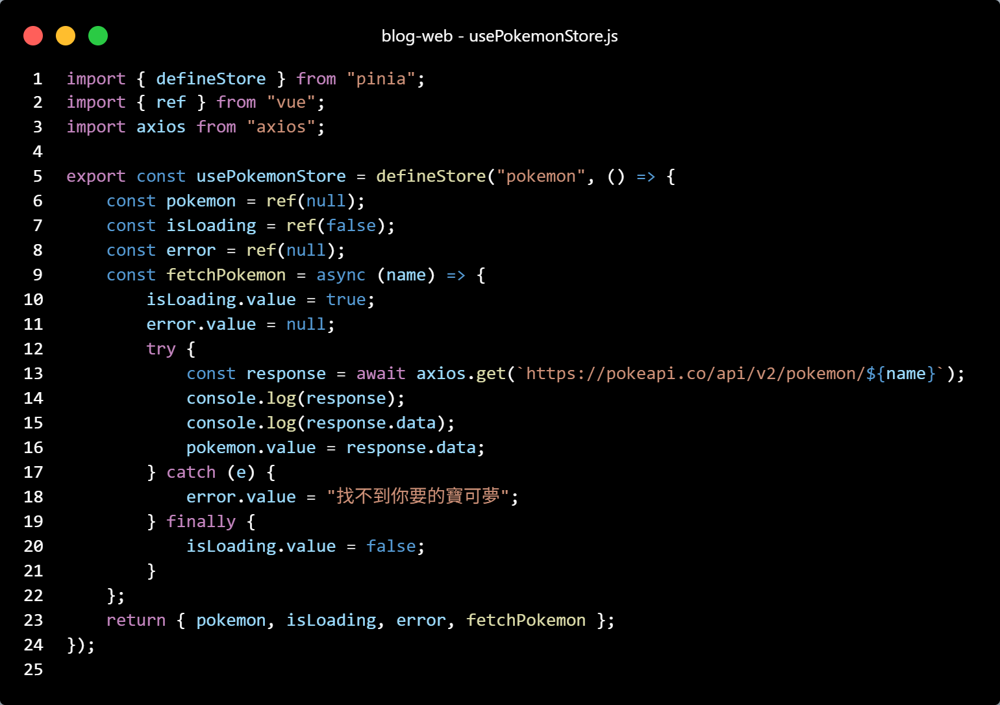 blog-web - usePokemonStore.js
1 import { defineStore } from "pinia";
2 import { ref } from "vue";
3 import axios from "axios";
4
5 export const usePokemonStore = defineStore("pokemon", () => {
6     const pokemon = ref(null);
7     const isLoading = ref(false);
8     const error = ref(null);
9     const fetchPokemon = async (name) => {
10         isLoading.value = true;
11         error.value = null;
12         try {
13             const response = await axios.get(`https://pokeapi.co/api/v2/pokemon/${name}`);
14             console.log(response);
15             console.log(response.data);
16             pokemon.value = response.data;
17         } catch (e) {
18             error.value = "找不到你要的寶可夢";
19         } finally {
20             isLoading.value = false;
21         }
22     };
23     return { pokemon, isLoading, error, fetchPokemon };
24 });
25